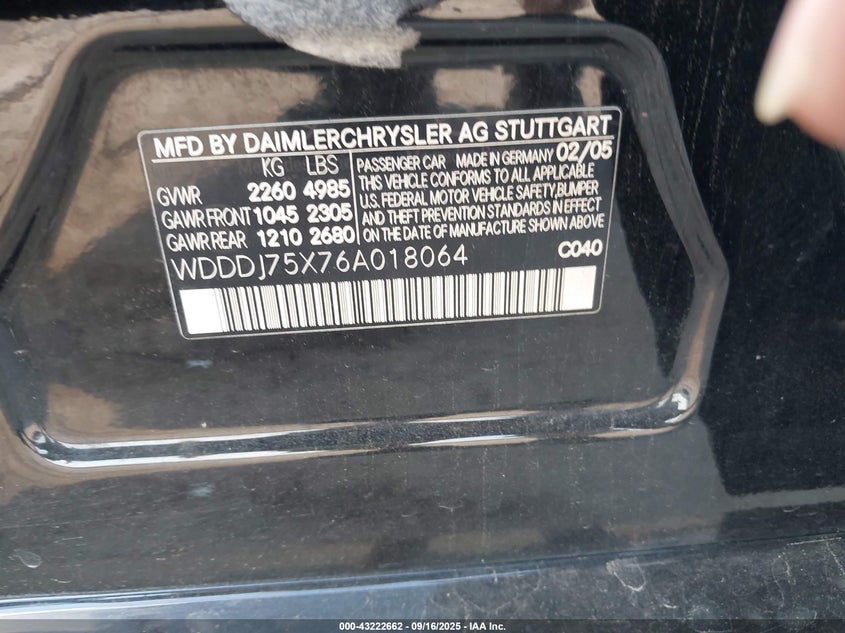 MFD BY DAIMLERCHRYSLER AG STUTTGART
KG LBS
GVWR 2260 4985
GAWR FRONT 1045 2305
GAWR REAR 1210 2680
PASSENGER CAR MADE IN GERMANY 02/05
THIS VEHICLE CONFORMS TO ALL APPLICABLE
U.S. FEDERAL MOTOR VEHICLE SAFETY, BUMPER
AND THEFT PREVENTION STANDARDS IN EFFECT
ON THE DATE OF MANUFACTURE SHOWN ABOVE
WDDDJ75X76A018064 C040
000-43222662 - 09/16/2025 - IAA Inc.